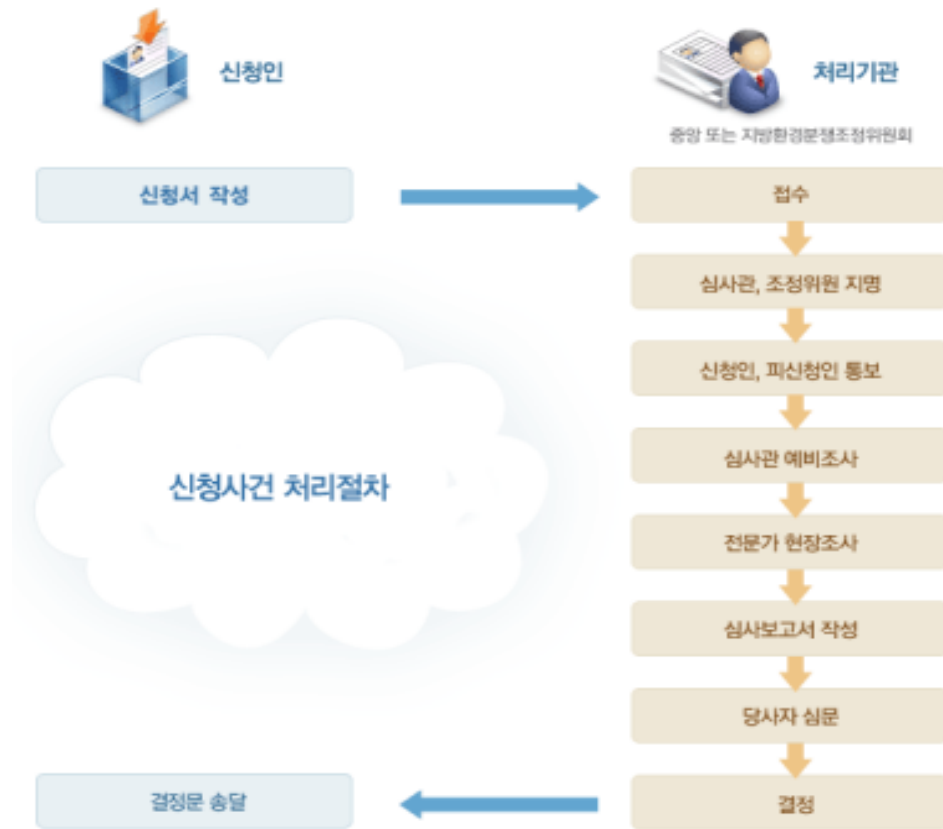 신청인
처리기관
중앙 또는 지방환경분쟁조정위원회
신청서 작성
접수
심사관, 조정위원 지명
신청인, 피신청인 통보
심사관 예비조사
신청사건 처리절차
전문가 현장조사
심사보고서 작성
당사자 심문
결정문 송달
결정